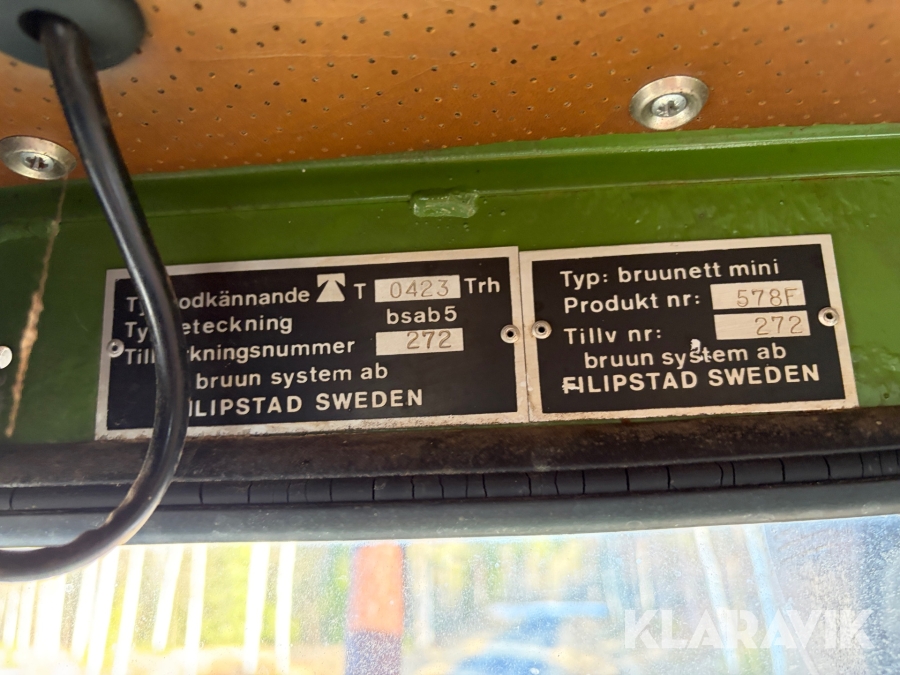 T 0423 Trh
bsab5
272
bruun system ab
FILIPSTAD SWEDEN
Typ: bruunett mini
Produkt nr: 578F
Tillv nr: 272
bruun system ab
FILIPSTAD SWEDEN
KLARAVIK